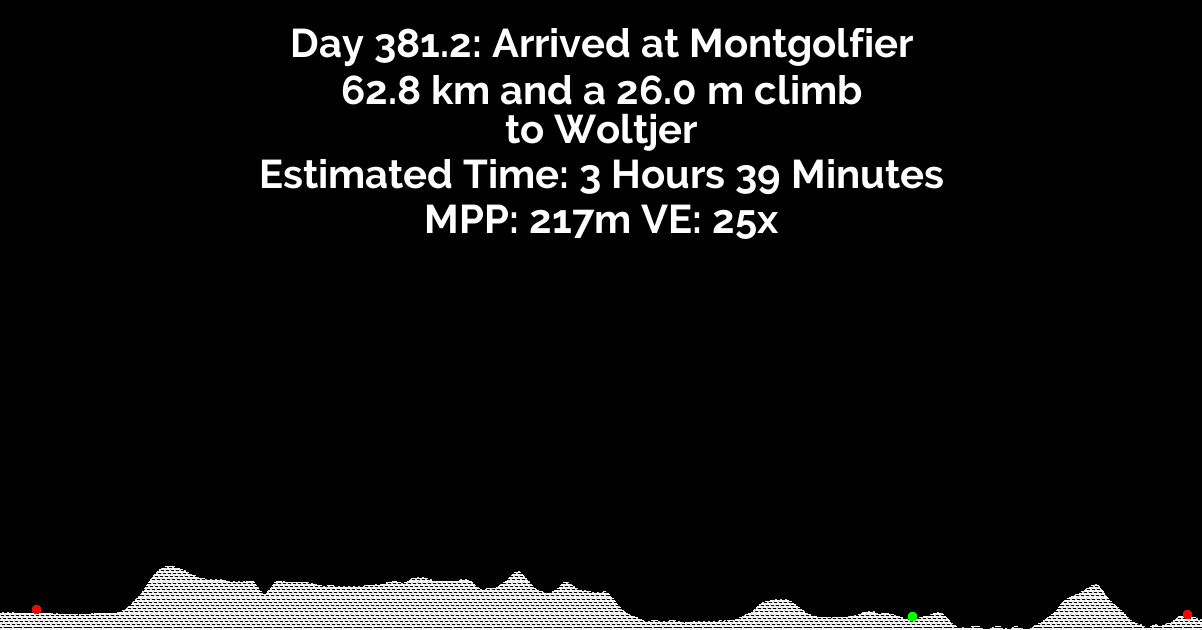 Day 381.2: Arrived at Montgolfier
62.8 km and a 26.0 m climb
to Woltjer
Estimated Time: 3 Hours 39 Minutes
MPP: 217m VE: 25x